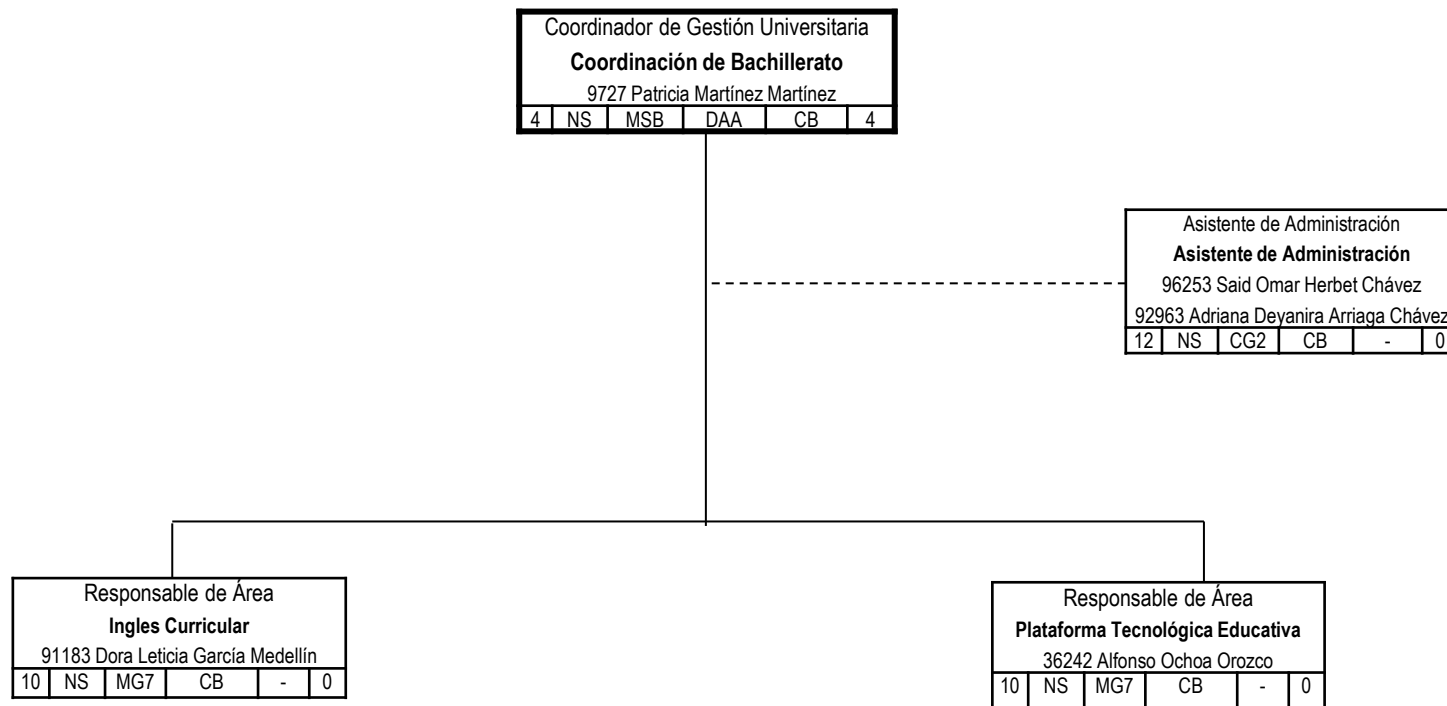 Coordinador de Gestión Universitaria
Coordinación de Bachillerato
9727 Patricia Martínez Martínez
4 NS MSB DAA CB 4
Asistente de Administración
Asistente de Administración
96253 Said Omar Herbet Chávez
92963 Adriana Deyanira Arriaga Chávez
12 NS CG2 CB - 0
Responsable de Área
Ingles Curricular
91183 Dora Leticia García Medellín
10 NS MG7 CB - 0
Responsable de Área
Plataforma Tecnológica Educativa
36242 Alfonso Ochoa Orozco
10 NS MG7 CB - 0